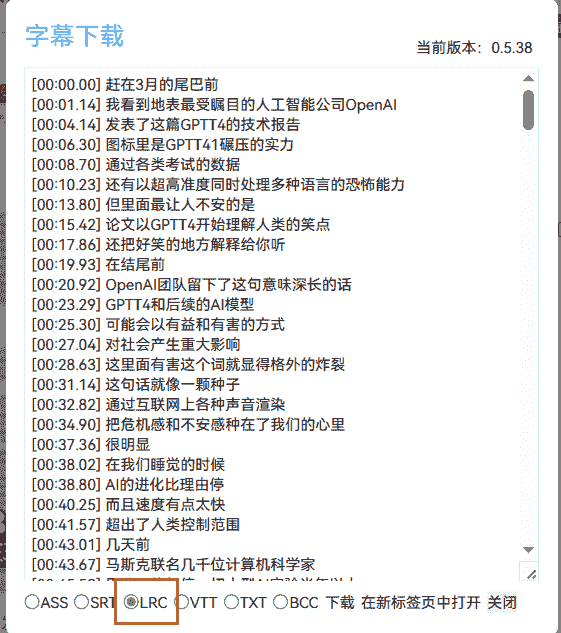 字幕下载
当前版本：0.5.38
[00:00.00] 赶在3月的尾巴前
[00:01.14] 我看到地表最受瞩目的人工智能公司OpenAI
[00:04.14] 发表了这篇GPTT4的技术报告
[00:06.30] 图标里是GPTT41碾压的实力
[00:08.70] 通过各类考试的数据
[00:10.23] 还有以超高准度同时处理多种语言的恐怖能力
[00:13.80] 但里面最让人不安的是
[00:15.42] 论文以GPTT4开始理解人类的笑点
[00:17.86] 还把好笑的地方解释给你听
[00:19.93] 在结尾前
[00:20.92] OpenAI团队留下了这句意味深长的话
[00:23.29] GPTT4和后续的AI模型
[00:25.30] 可能会以有益和有害的方式
[00:27.04] 对社会产生重大影响
[00:28.63] 这里面有害这个词就显得格外的炸裂
[00:31.14] 这句话就像一颗种子
[00:32.82] 通过互联网上各种声音渲染
[00:34.90] 把危机感和不安感种在了我们的心里
[00:37.36] 很明显
[00:38.02] 在我们睡觉的时候
[00:38.80] AI的进化比理由停
[00:40.25] 而且速度有点太快
[00:41.57] 超出了人类控制范围
[00:43.01] 几天前
[00:43.67] 马斯克联名几千位计算机科学家
ASS SRT LRC VTT TXT BCC 下载 在新标签页中打开 关闭